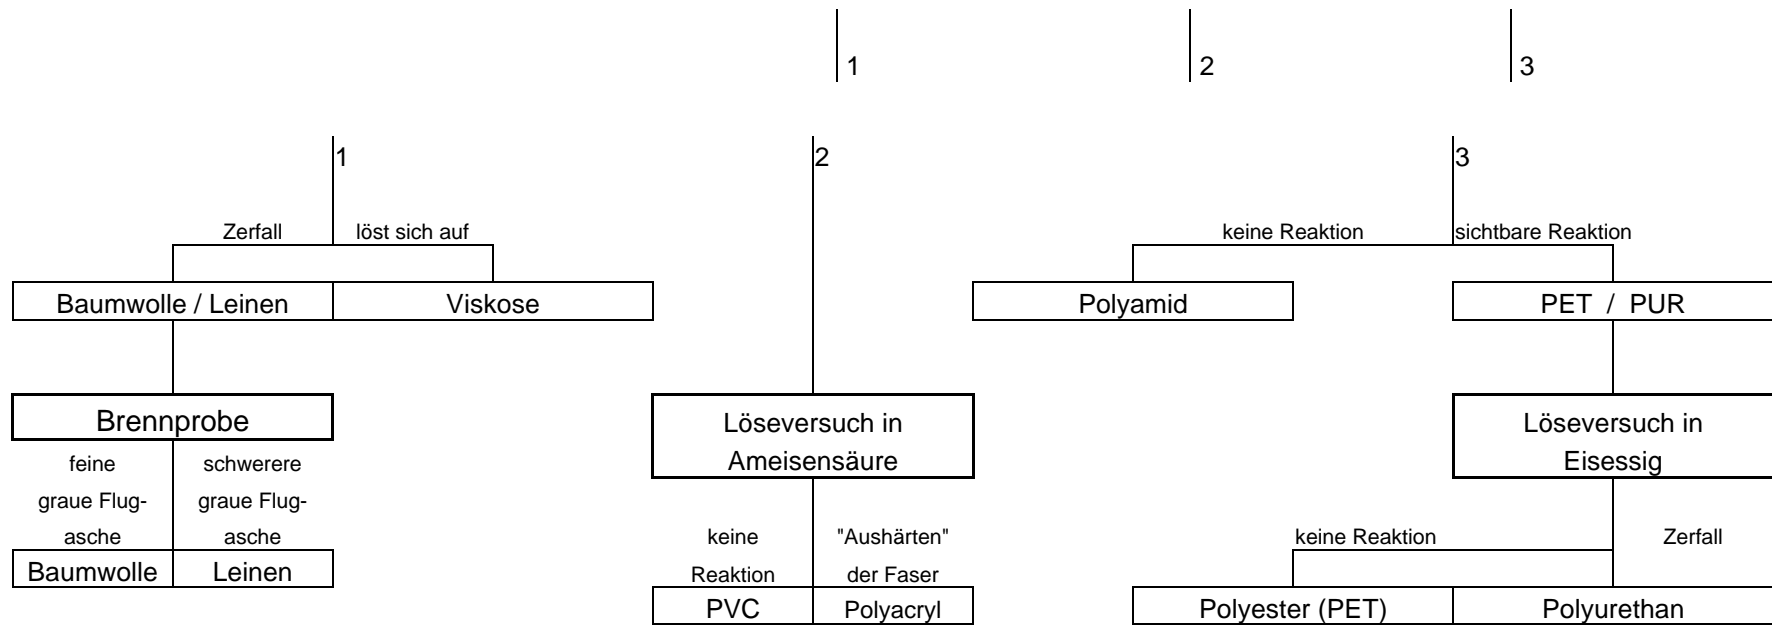 1 2 3
1 2 3
Zerfall löst sich auf keine Reaktion sichtbare Reaktion
Baumwolle / Leinen Viskose Polyamid PET / PUR
Brennprobe Löseversuch in Löseversuch in
Ameisensäure Eisessig
feine schwerere
graue Flug- graue Flug-
asche asche keine "Aushärten" keine Reaktion Zerfall
Baumwolle Leinen Reaktion der Faser
PVC Polyacryl Polyester (PET) Polyurethan